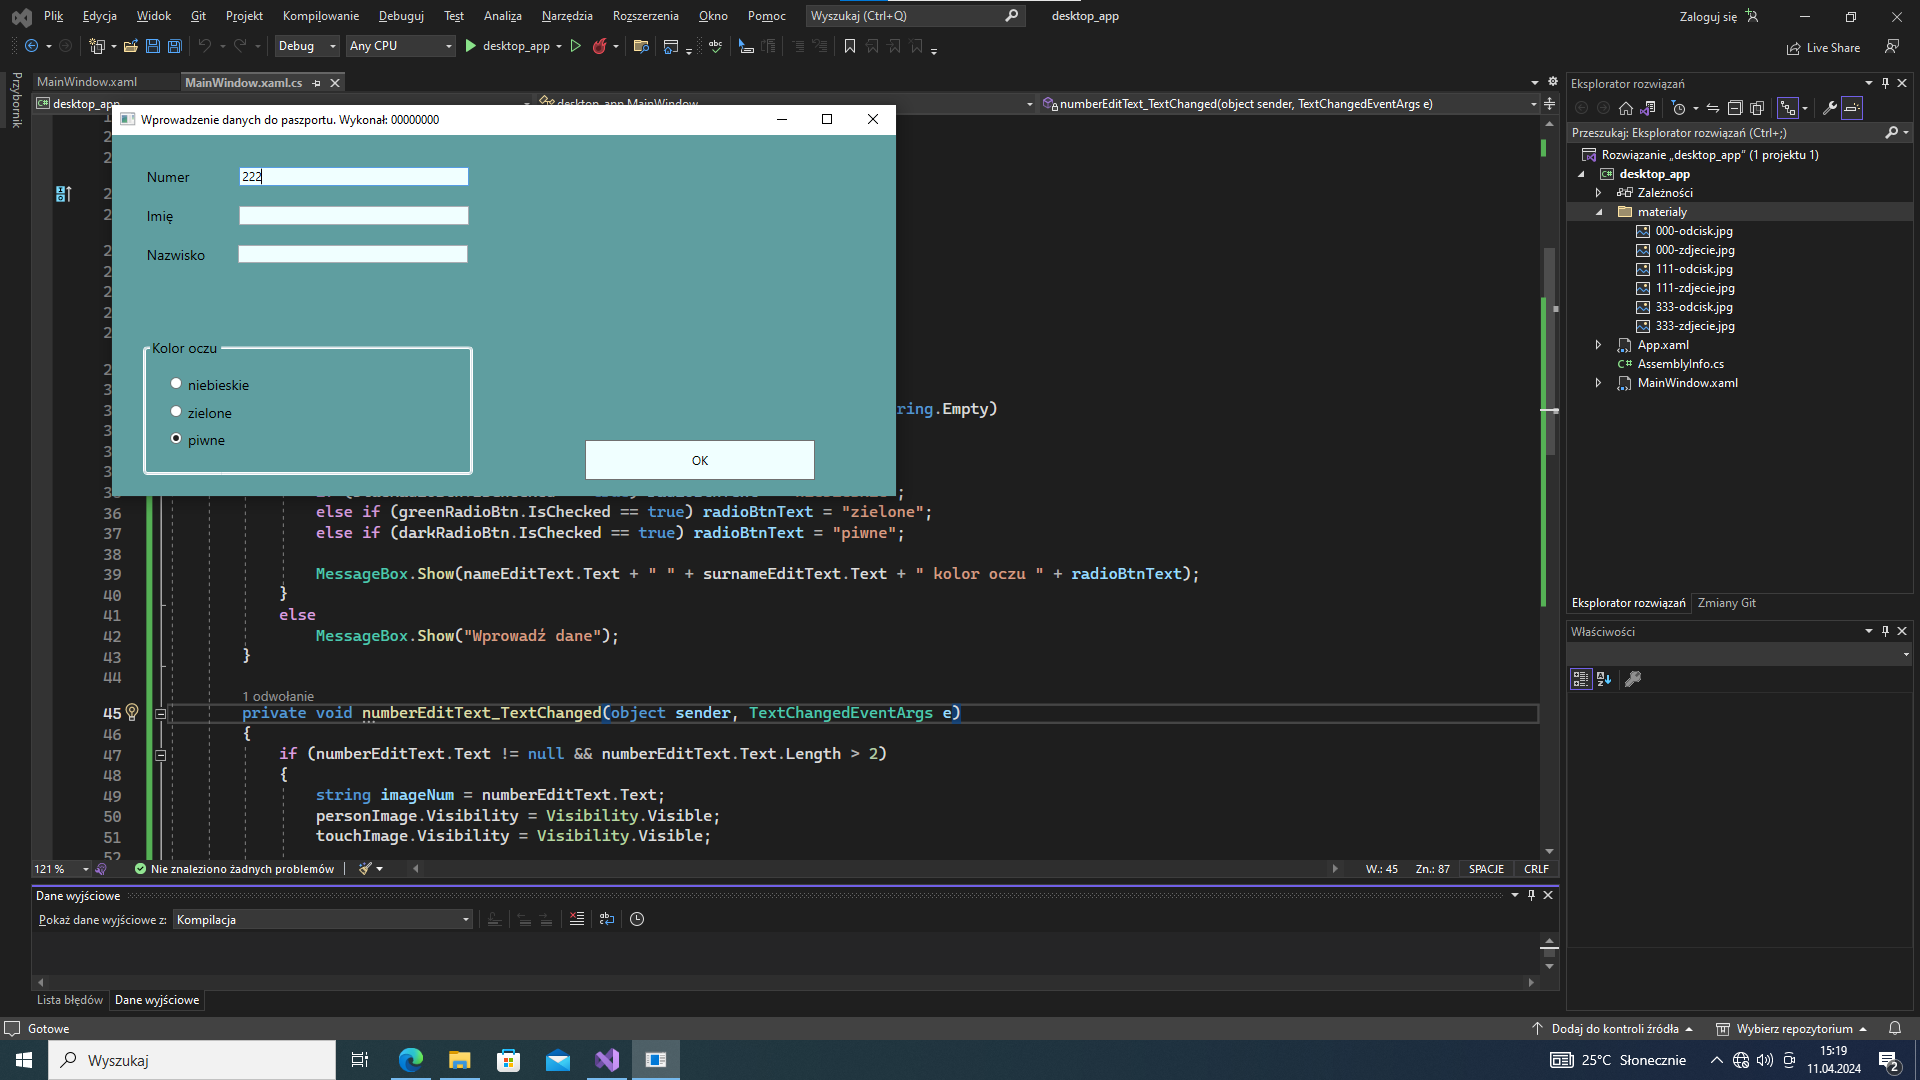 Plik Edycja Widok Git Projekt Kompilowanie Debuguj Test Analiza Narzędzia Rozszerzenia Okno Pomoc Wyszukaj (Ctrl+Q) desktop_app Zaloguj się
Debug Any CPU desktop_app Live Share
Przybornik
MainWindow.xaml MainWindow.xaml.cs
desktop_app desktop_app.MainWindow numberEditText_TextChanged(object sender, TextChangedEventArgs e)
Wprowadzenie danych do paszportu. Wykonał: 00000000
Numer 222
Imię
Nazwisko
Kolor oczu
niebieskie
zielone
piwne
OK
ring.Empty)
36 else if (greenRadioBtn.IsChecked == true) radioBtnText = "zielone";
37 else if (darkRadioBtn.IsChecked == true) radioBtnText = "piwne";
38
39 MessageBox.Show(nameEditText.Text + " " + surnameEditText.Text + " kolor oczu " + radioBtnText);
40 }
41 else
42 MessageBox.Show("Wprowadź dane");
43 }
44
1 odwołanie
45 private void numberEditText_TextChanged(object sender, TextChangedEventArgs e)
46 {
47 if (numberEditText.Text != null && numberEditText.Text.Length > 2)
48 {
49 string imageNum = numberEditText.Text;
50 personImage.Visibility = Visibility.Visible;
51 touchImage.Visibility = Visibility.Visible;
52
121 % Nie znaleziono żadnych problemów W.: 45 Zn.: 87 SPACJE CRLF
Dane wyjściowe
Pokaż dane wyjściowe z: Kompilacja
Lista błędów Dane wyjściowe
Eksplorator rozwiązań
Przeszukaj: Eksplorator rozwiązań (Ctrl+;)
Rozwiązanie „desktop_app" (1 projektu 1)
desktop_app
Zależności
materialy
000-odcisk.jpg
000-zdjecie.jpg
111-odcisk.jpg
111-zdjecie.jpg
333-odcisk.jpg
333-zdjecie.jpg
App.xaml
AssemblyInfo.cs
MainWindow.xaml
Eksplorator rozwiązań Zmiany Git
Właściwości
Gotowe Dodaj do kontroli źródła Wybierz repozytorium
Wyszukaj 25°C Słonecznie 15:19
11.04.2024 2